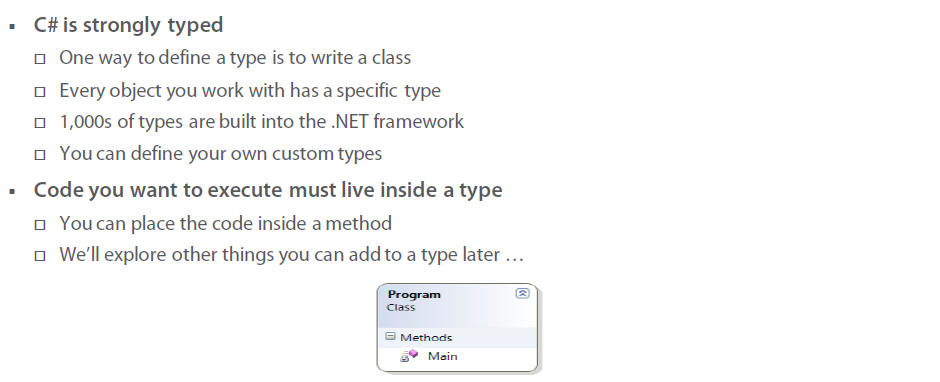 C# is strongly typed
One way to define a type is to write a class
Every object you work with has a specific type
1,000s of types are built into the .NET framework
You can define your own custom types
Code you want to execute must live inside a type
You can place the code inside a method
We'll explore other things you can add to a type later …
Program
Class
Methods
Main